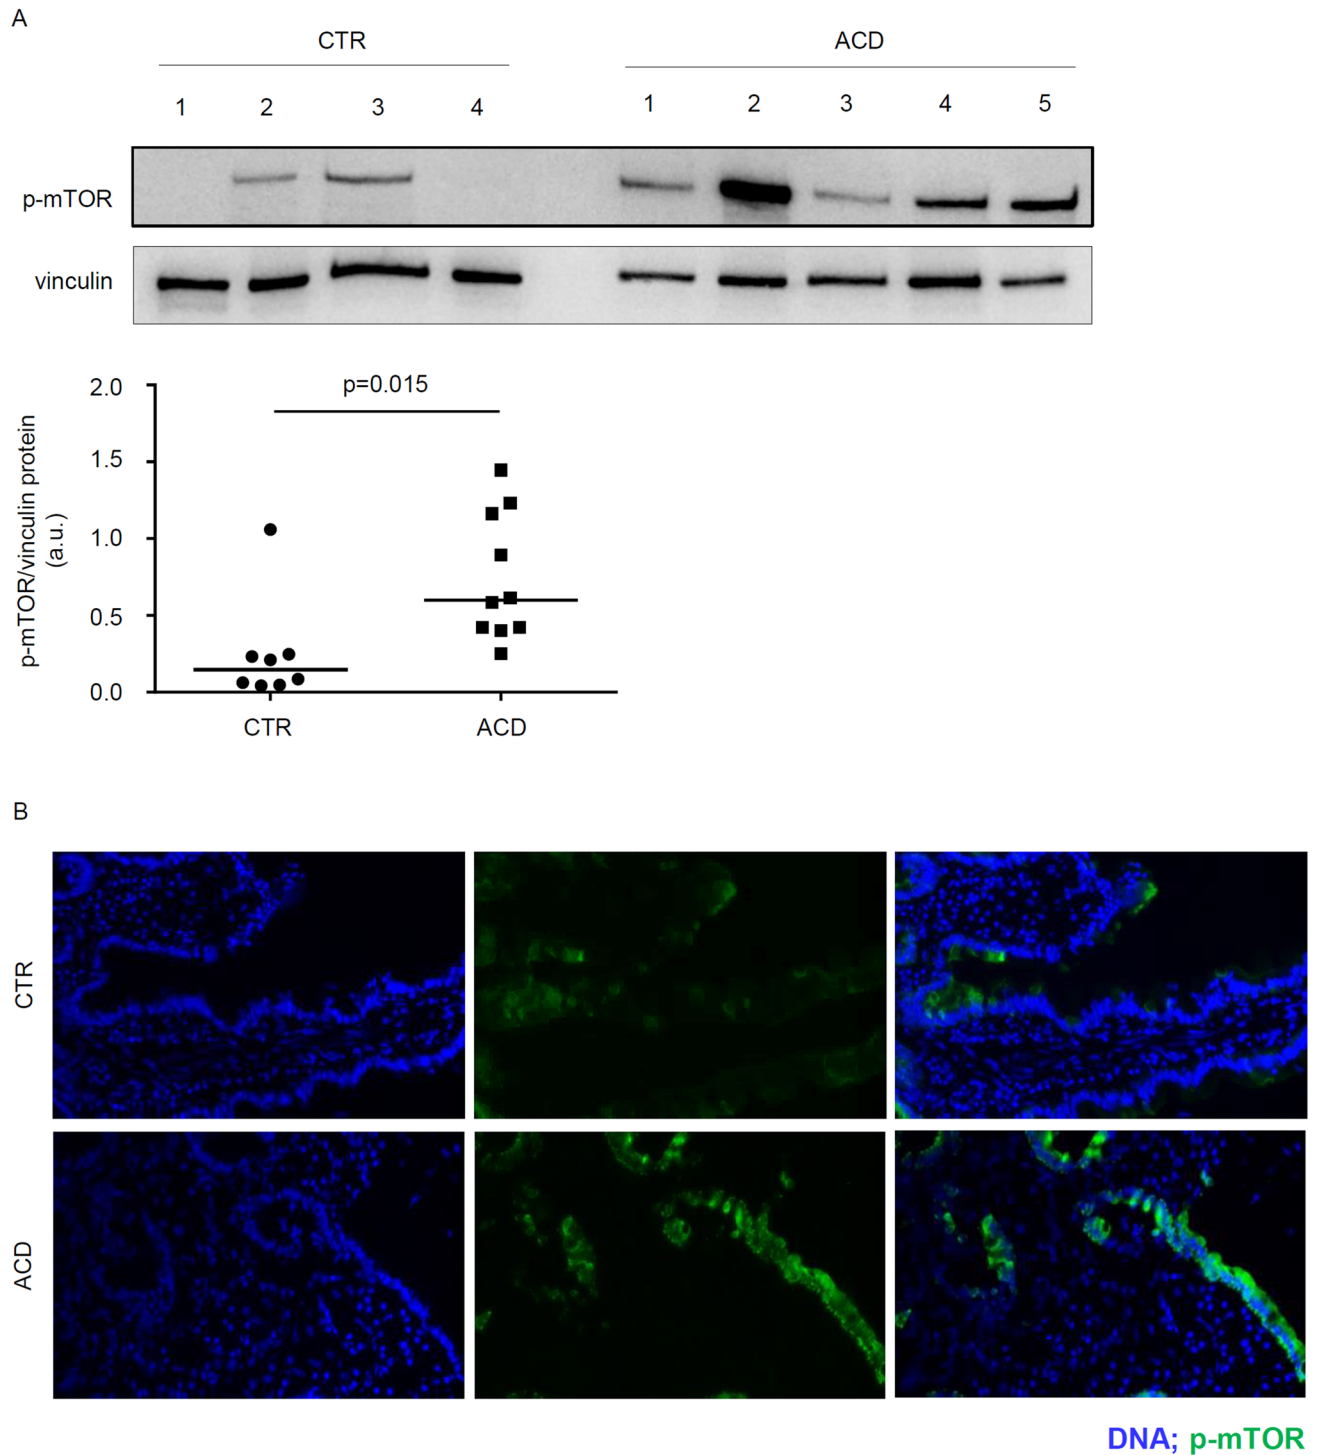 A
CTR ACD
1 2 3 4 1 2 3 4 5
p-mTOR
vinculin
p-mTOR/vinculin protein
(a.u.)
2.0
1.5
1.0
0.5
0.0
p=0.015
CTR ACD
B
CTR
ACD
DNA; p-mTOR